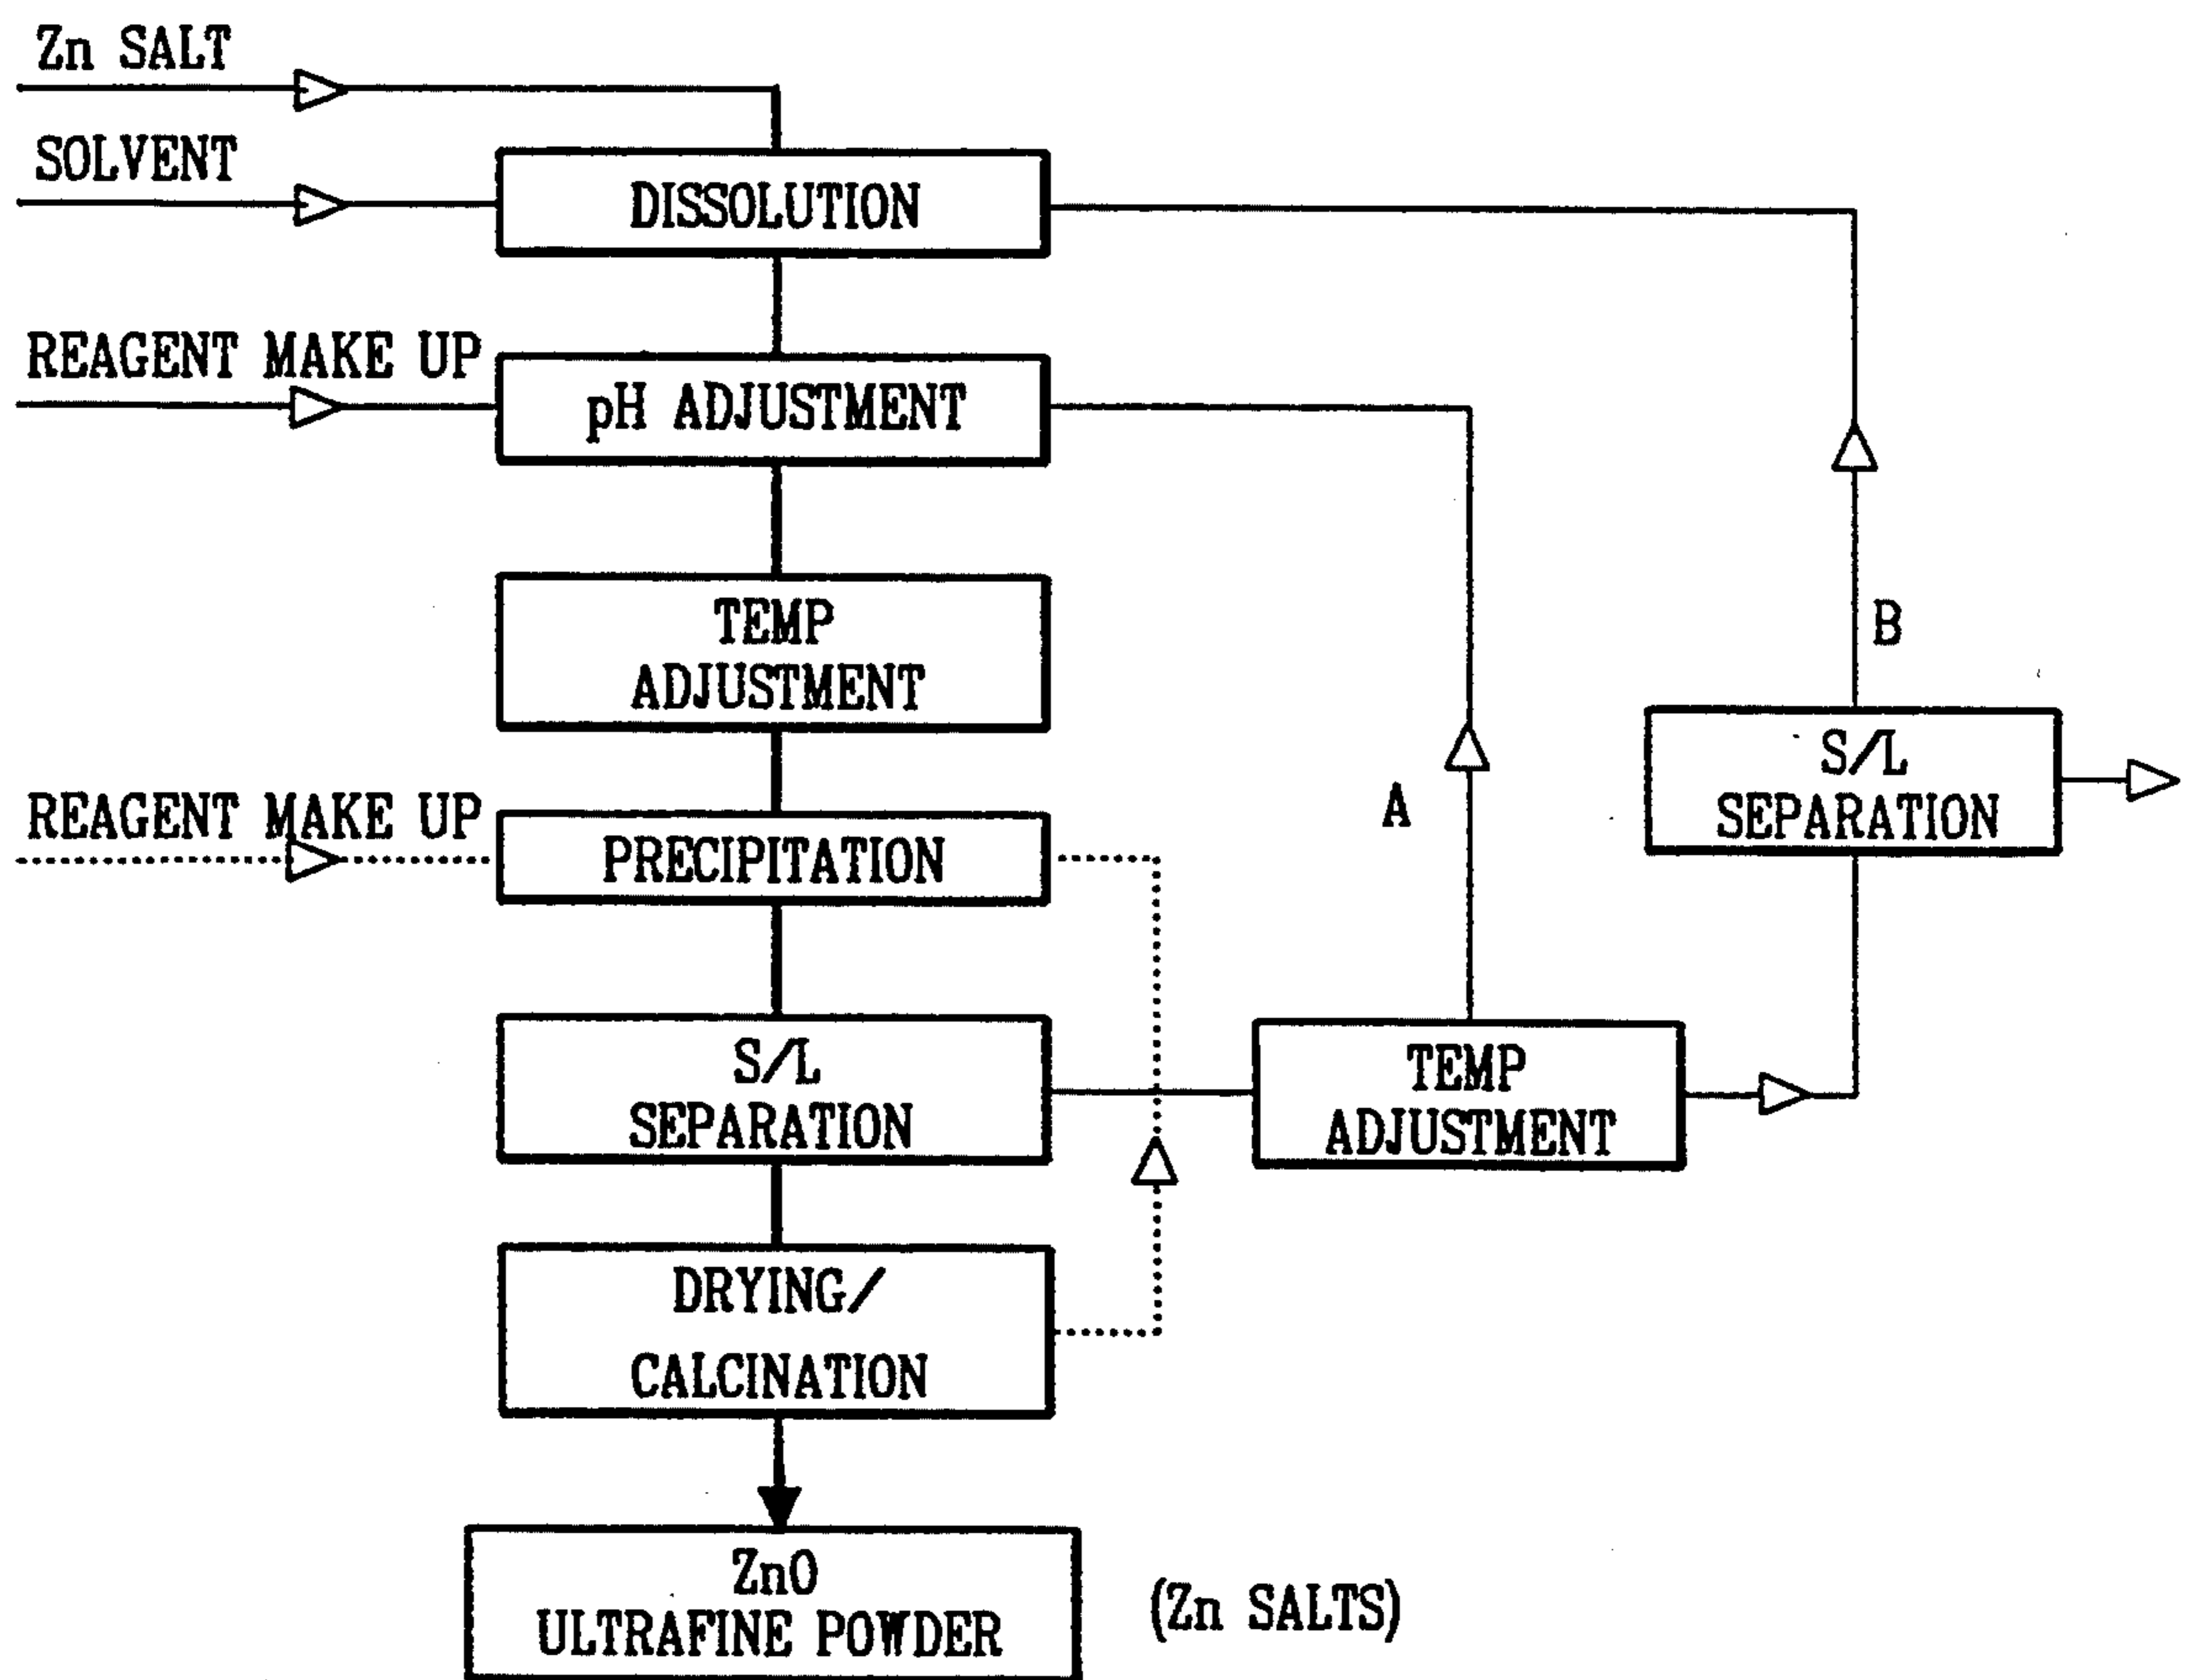 Zn SALT
SOLVENT
DISSOLUTION
REAGENT MAKE UP
pH ADJUSTMENT
TEMP
ADJUSTMENT
B
S/L
SEPARATION
A
REAGENT MAKE UP
PRECIPITATION
S/L
SEPARATION
TEMP
ADJUSTMENT
DRYING/
CALCINATION
ZnO
ULTRAFINE POWDER
(Zn SALTS)